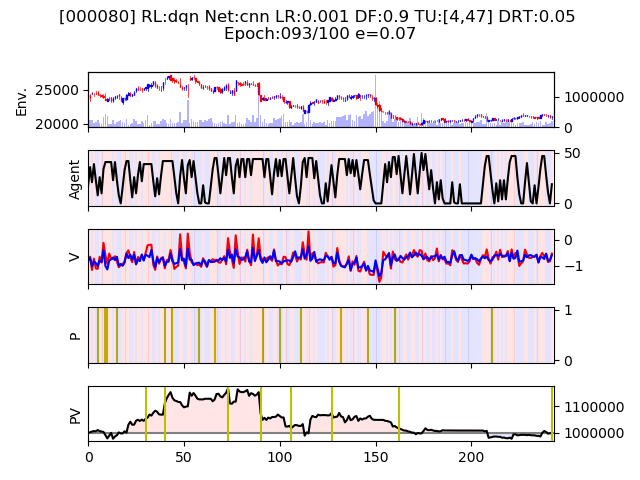 [000080] RL:dqn Net:cnn LR:0.001 DF:0.9 TU:[4,47] DRT:0.05
Epoch:093/100 e=0.07
Env.
25000
20000
1000000
0
Agent
50
0
V
0
−1
P
1
0
PV
1100000
1000000
0
50
100
150
200